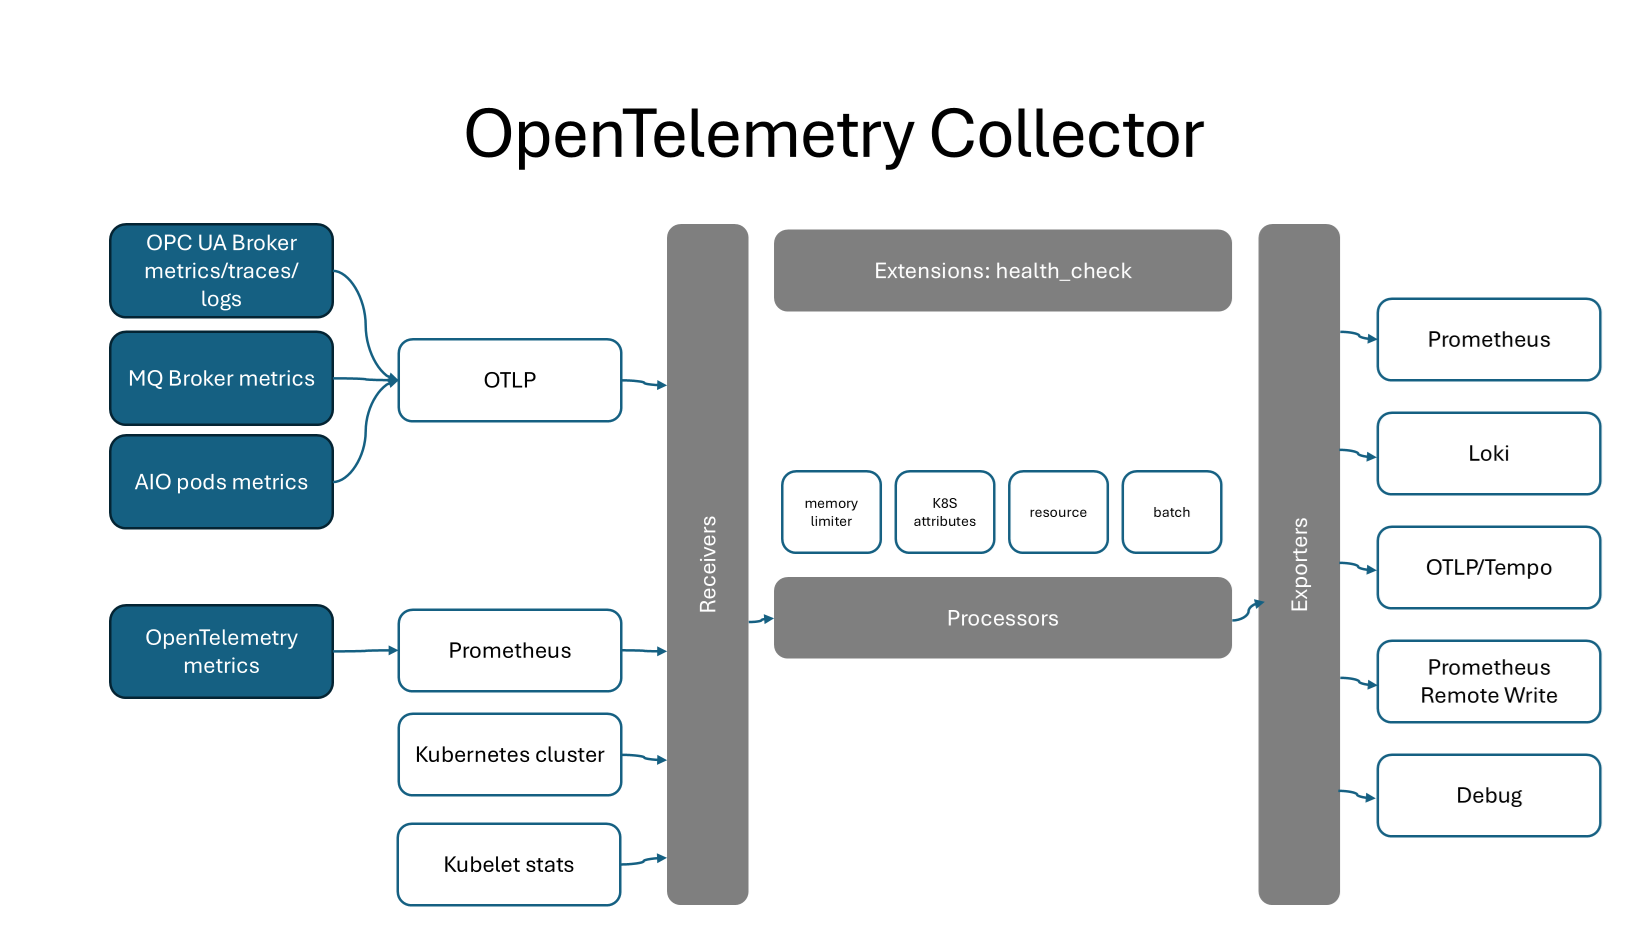 OpenTelemetry Collector
OPC UA Broker
metrics/traces/
logs
MQ Broker metrics
AIO pods metrics
OpenTelemetry
metrics
OTLP
Prometheus
Kubernetes cluster
Kubelet stats
Receivers
Extensions: health_check
memory
limiter
K8S
attributes
resource
batch
Processors
Exporters
Prometheus
Loki
OTLP/Tempo
Prometheus
Remote Write
Debug